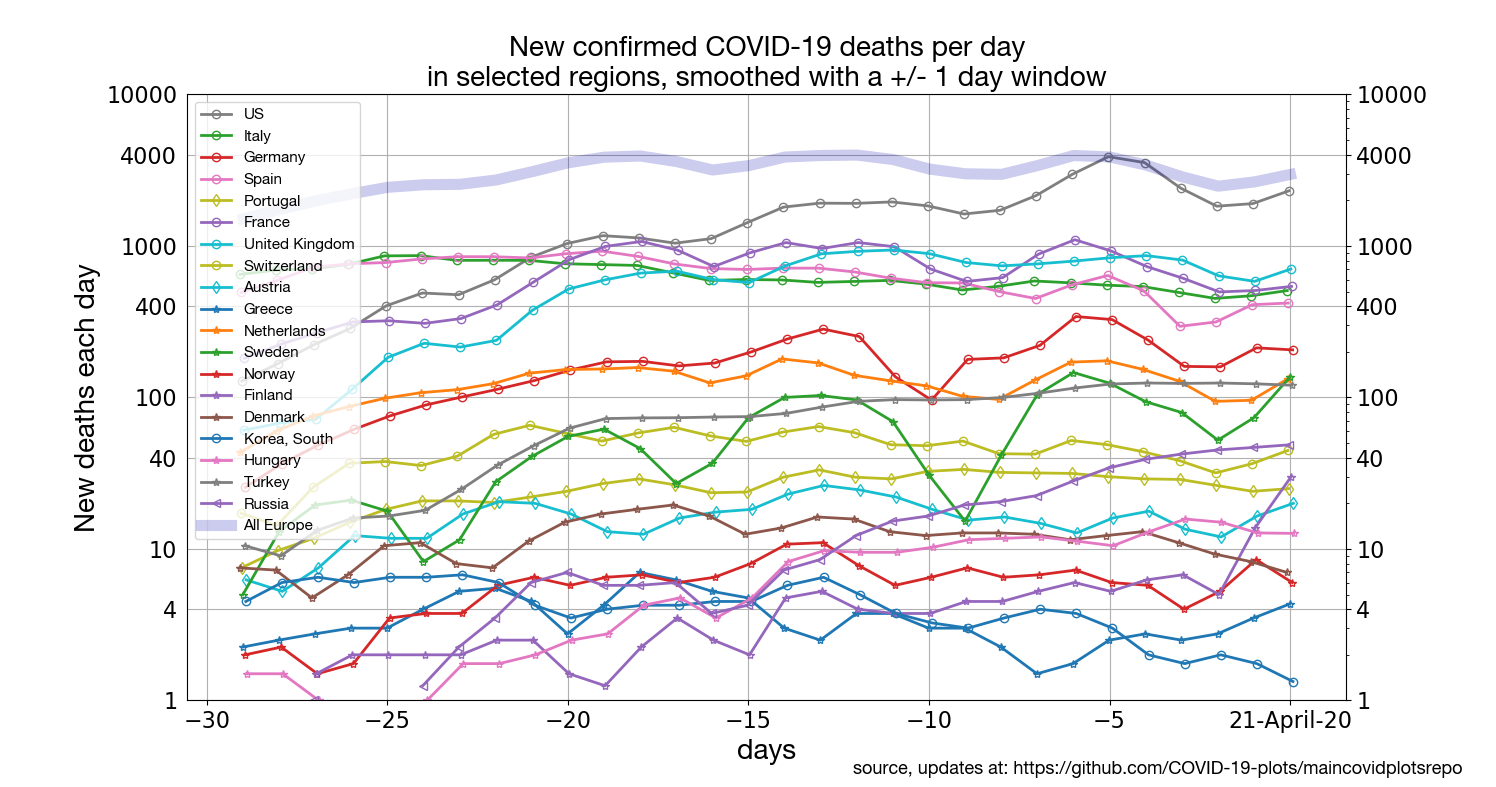 New confirmed COVID-19 deaths per day
in selected regions, smoothed with a +/- 1 day window
10000
4000
1000
400
100
40
10
4
1
New deaths each day
US
Italy
Germany
Spain
Portugal
France
United Kingdom
Switzerland
Austria
Greece
Netherlands
Sweden
Norway
Finland
Denmark
Korea, South
Hungary
Turkey
Russia
All Europe
10000
4000
1000
400
100
40
10
4
1
−30
−25
−20
−15
−10
−5
21-April-20
days
source, updates at: https://github.com/COVID-19-plots/maincovidplotsrepo